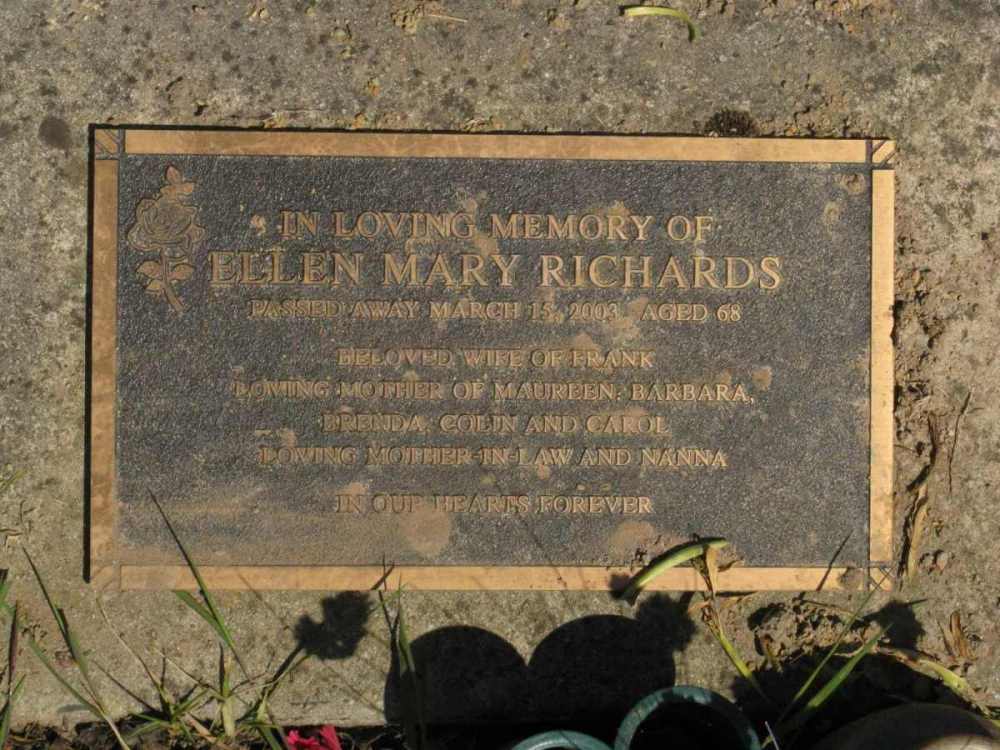 IN LOVING MEMORY OF
ELLEN MARY RICHARDS
PASSED AWAY MARCH 15, 2003 AGED 68
BELOVED WIFE OF FRANK
LOVING MOTHER OF MAUREEN, BARBARA,
BRENDA, COLIN AND CAROL
LOVING MOTHER-IN-LAW AND NANNA
IN OUR HEARTS FOREVER